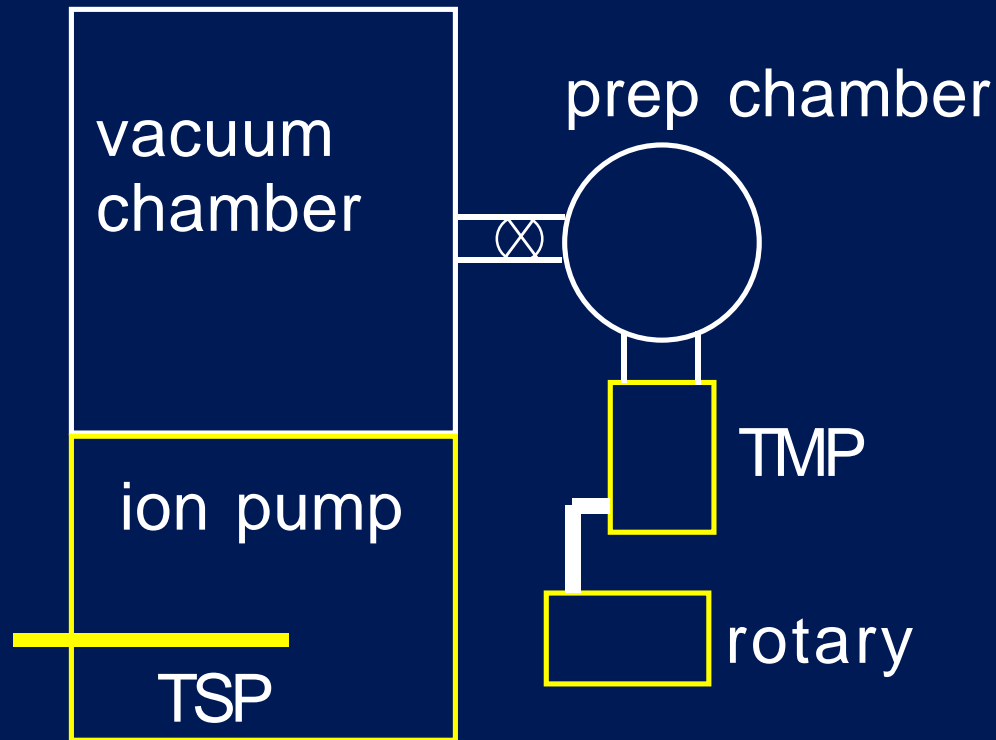 vacuum
chamber
prep chamber
ion pump
TMP
rotary
TSP